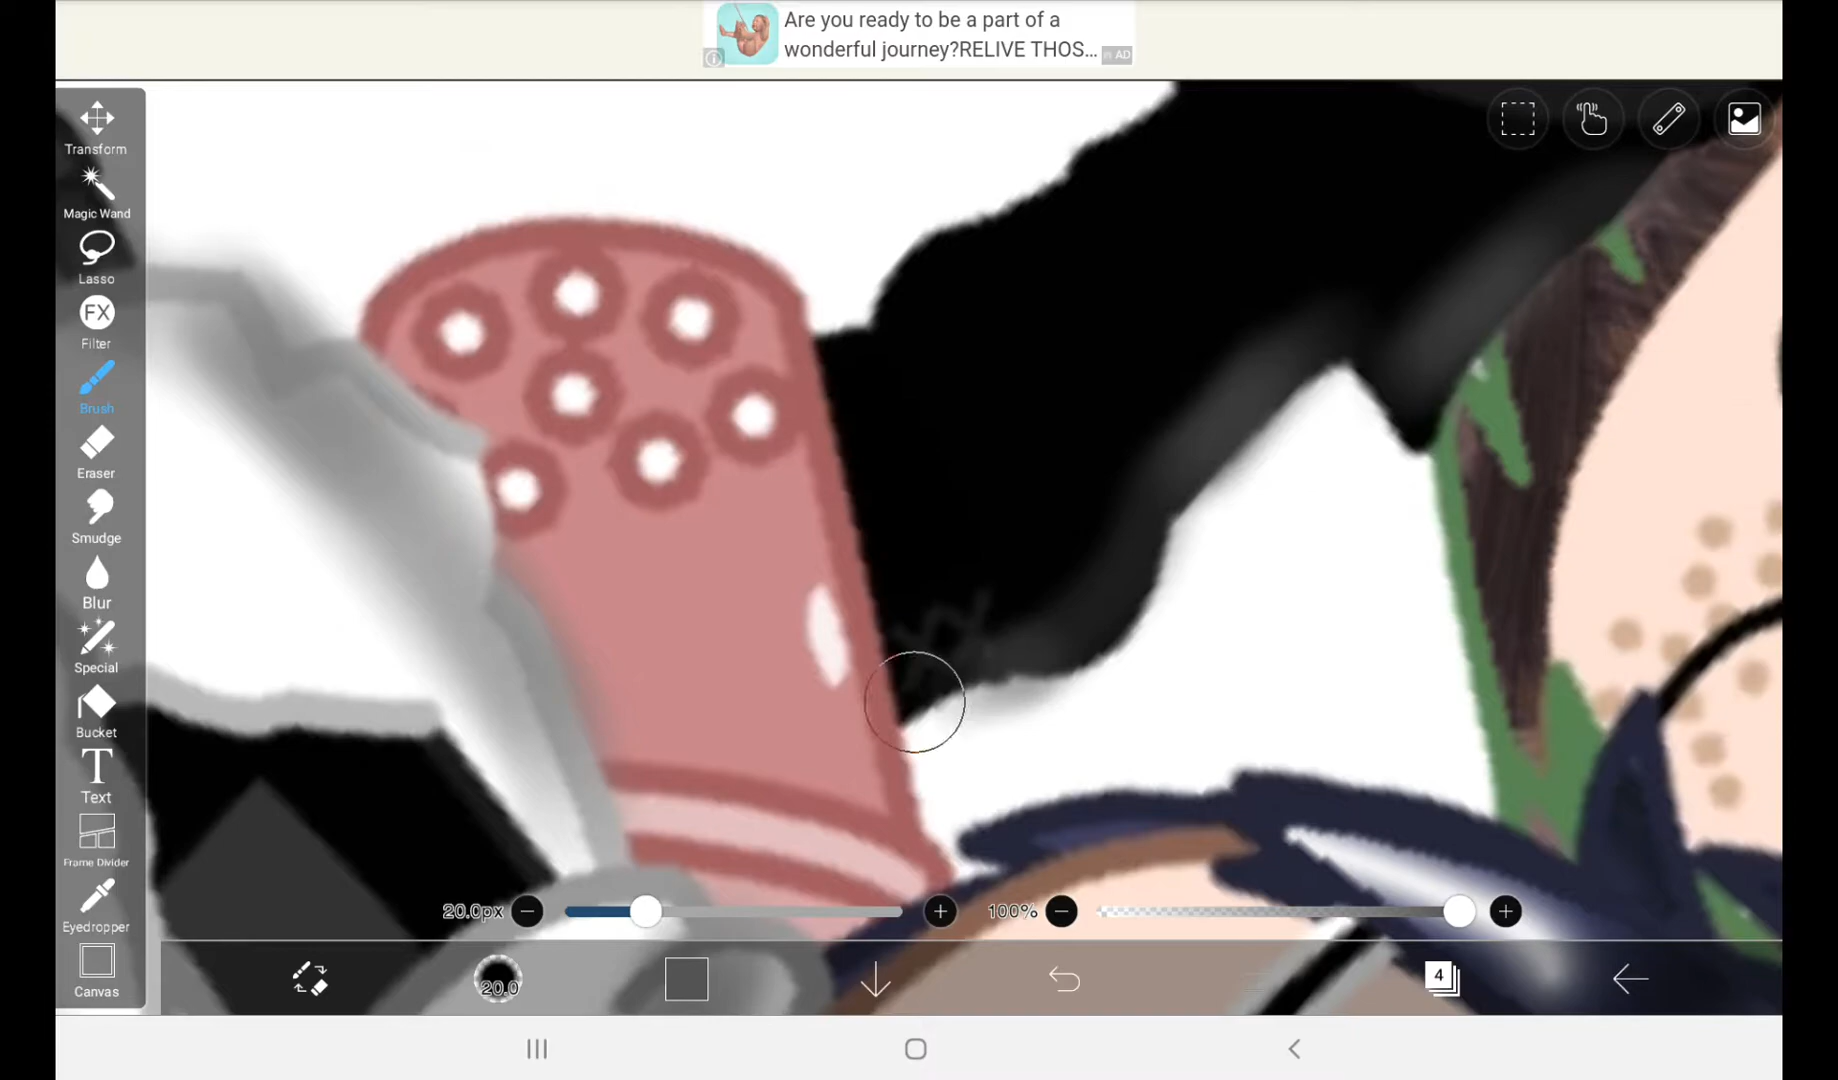 Are you ready to be a part of a
wonderful journey?RELIVE THOS...
AD
Transform
Magic Wand
Lasso
FX
Filter
Brush
Eraser
Smudge
Blur
Special
Bucket
T
Text
Frame Divider
Eyedropper
Canvas
20.0px
100%
20.0
4